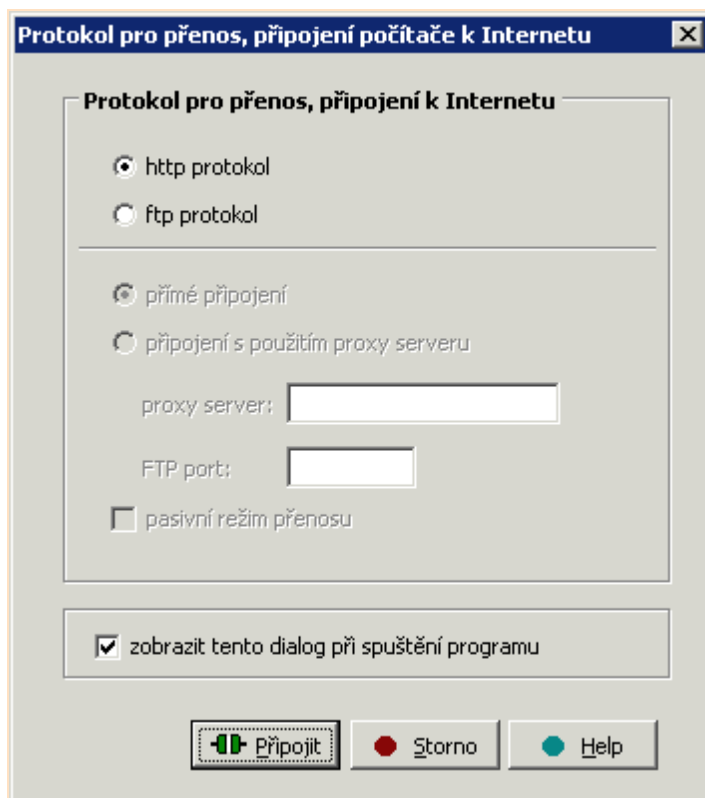 Protokol pro přenos, připojení počítače k Internetu
Protokol pro přenos, připojení k Internetu
http protokol
ftp protokol
přímé připojení
připojení s použitím proxy serveru
proxy server:
FTP port:
pasivní režim přenosu
zobrazit tento dialog při spuštění programu
Připojit Storno Help